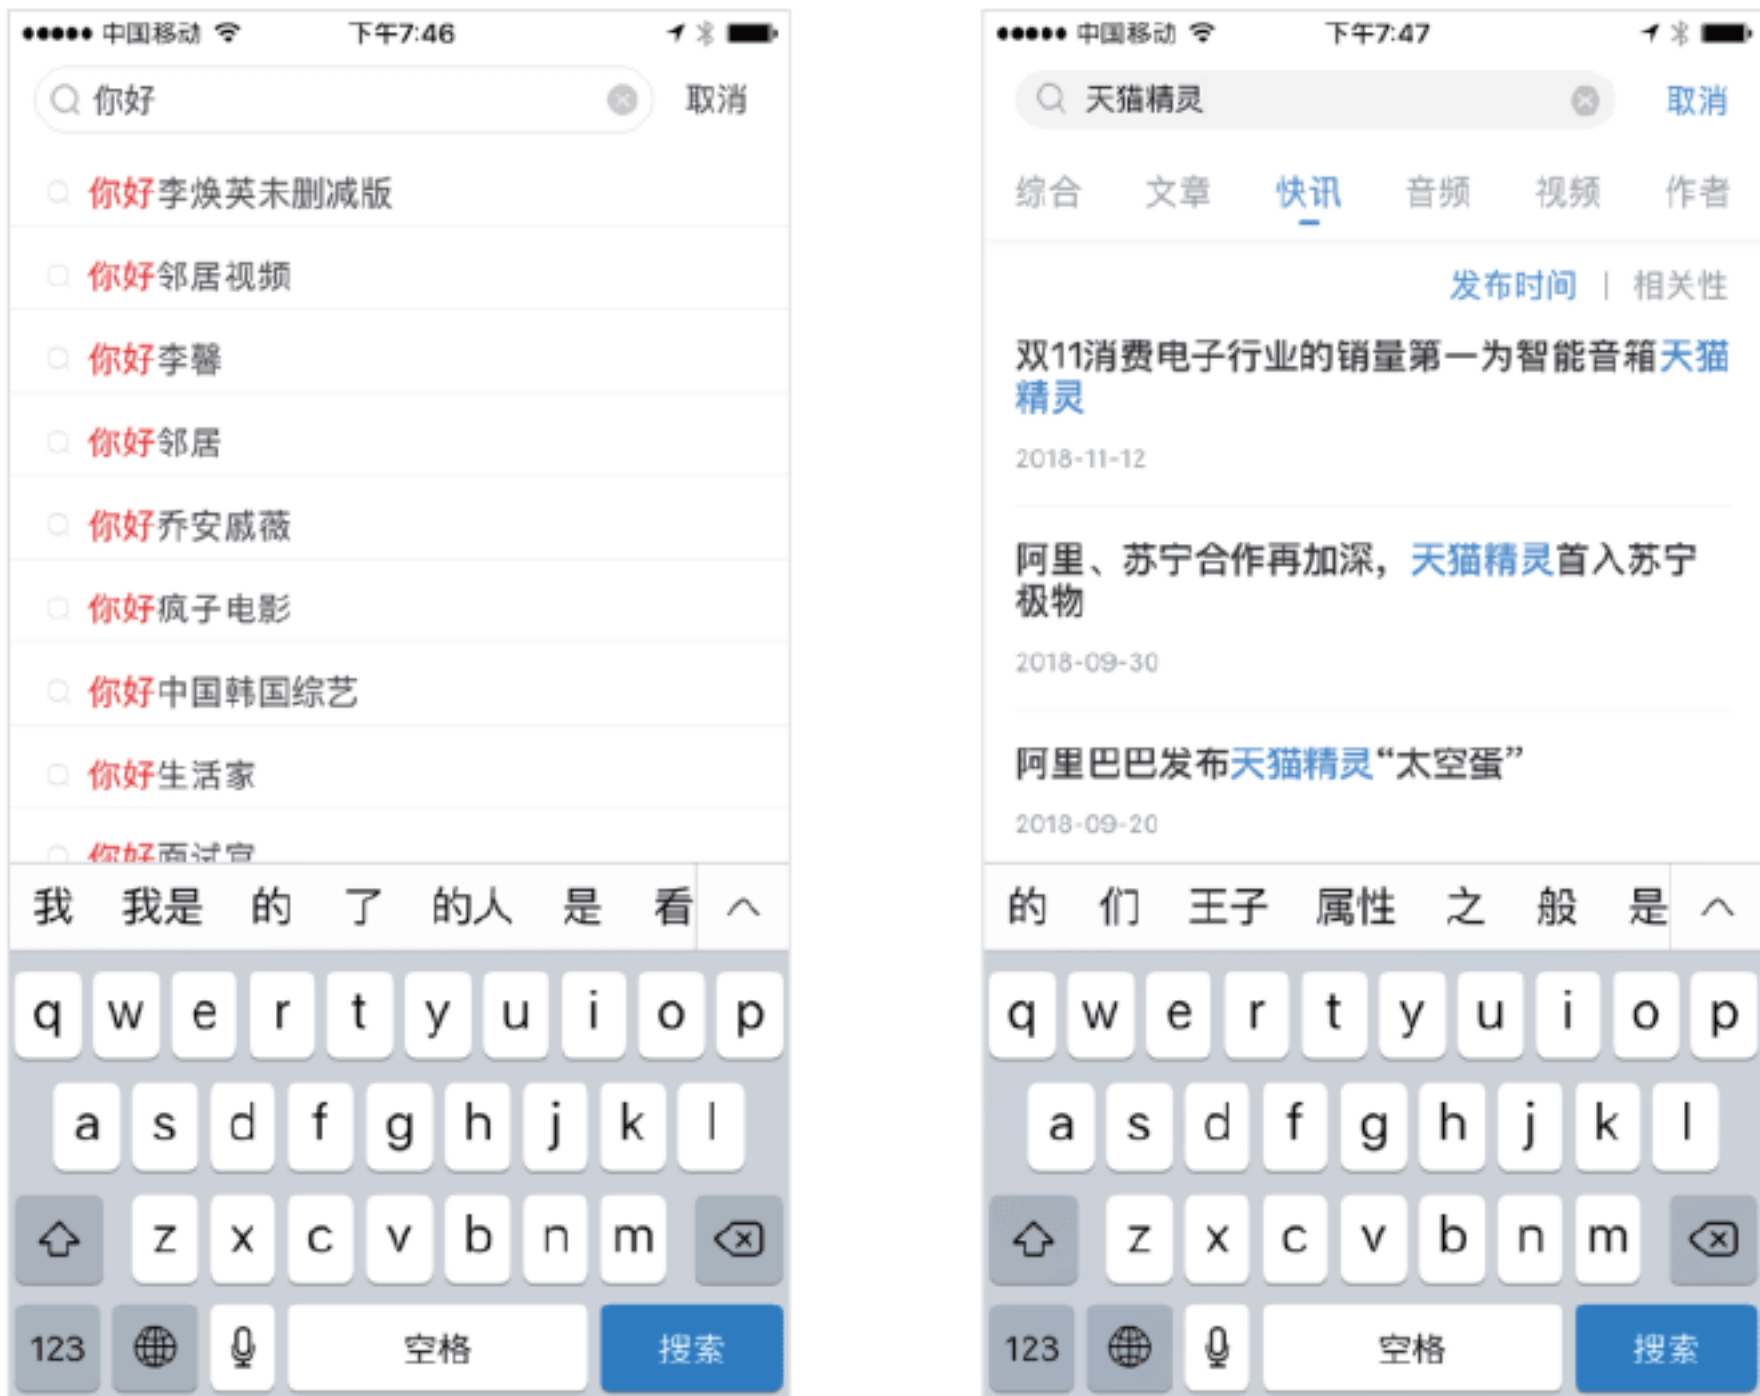 中国移动 下午7:46
你好 取消
你好李焕英未删减版
你好邻居视频
你好李馨
你好邻居
你好乔安戚薇
你好疯子电影
你好中国韩国综艺
你好生活家
你好面试官
我 我是 的 了 的人 是 看
q w e r t y u i o p
a s d f g h j k l
z x c v b n m
123 空格 搜索
中国移动 下午7:47
天猫精灵 取消
综合 文章 快讯 音频 视频 作者
发布时间 | 相关性
双11消费电子行业的销量第一为智能音箱天猫
精灵
2018-11-12
阿里、苏宁合作再加深，天猫精灵首入苏宁
极物
2018-09-30
阿里巴巴发布天猫精灵“太空蛋”
2018-09-20
的 们 王子 属性 之 般 是
q w e r t y u i o p
a s d f g h j k l
z x c v b n m
123 空格 搜索